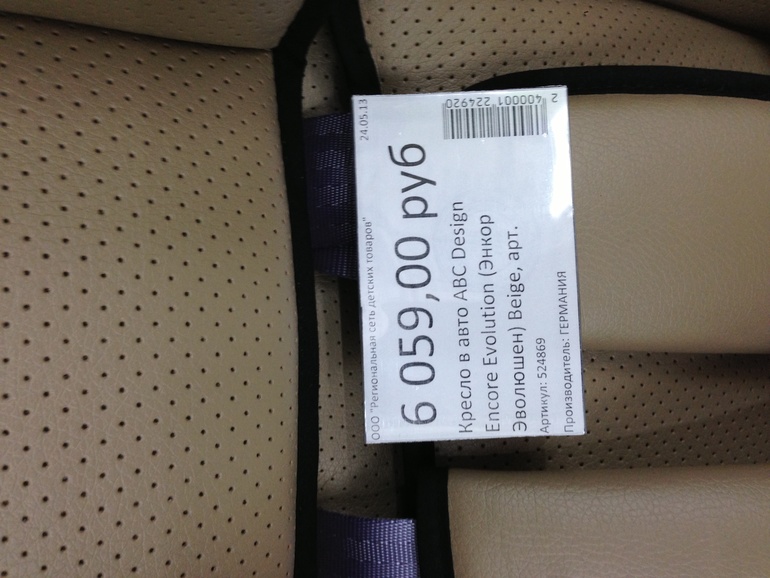 ООО "Региональная сеть детских товаров" 24.05.13
6 059,00 руб
Кресло в авто ABC Design
Encore Evolution (Энкор
Эволюшен) Beige, арт.
Артикул: 524869
Производитель: ГЕРМАНИЯ
2 400001 224920